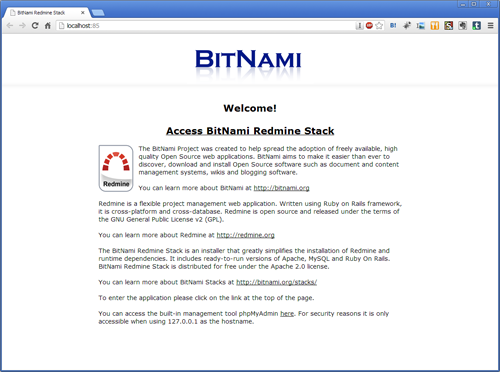 BitNami Redmine Stack
localhost:85
BITNAMI
Welcome!
Access BitNami Redmine Stack
Redmine
The BitNami Project was created to help spread the adoption of freely available, high
quality Open Source web applications. BitNami aims to make it easier than ever to
discover, download and install Open Source software such as document and content
management systems, wikis and blogging software.
You can learn more about BitNami at http://bitnami.org
Redmine is a flexible project management web application. Written using Ruby on Rails framework,
it is cross-platform and cross-database. Redmine is open source and released under the terms of
the GNU General Public License v2 (GPL).
You can learn more about Redmine at http://redmine.org
The BitNami Redmine Stack is an installer that greatly simplifies the installation of Redmine and
runtime dependencies. It includes ready-to-run versions of Apache, MySQL and Ruby On Rails.
BitNami Redmine Stack is distributed for free under the Apache 2.0 license.
You can learn more about BitNami Stacks at http://bitnami.org/stacks/
To enter the application please click on the link at the top of the page.
You can access the built-in management tool phpMyAdmin here. For security reasons it is only
accessible when using 127.0.0.1 as the hostname.